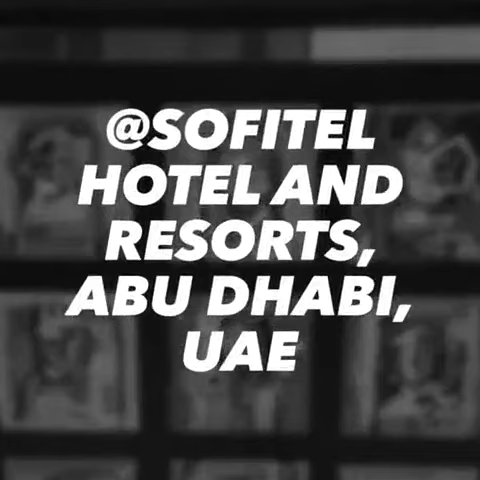 @SOFITEL
HOTEL AND
RESORTS,
ABU DHABI,
UAE